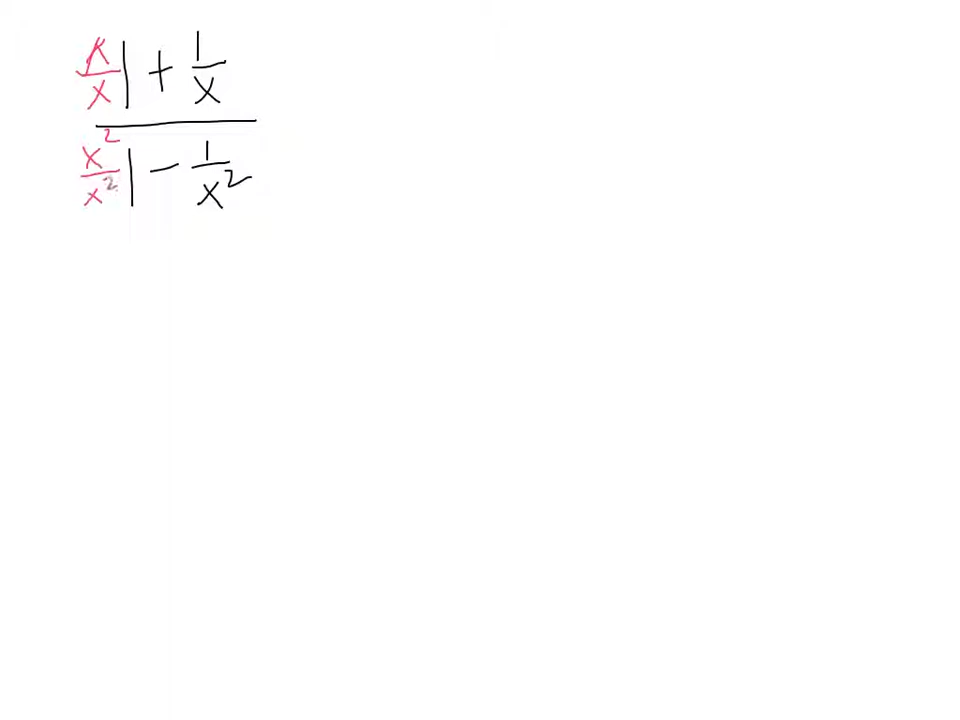 x/x 1 + 1/x
x²/x² 1 - 1/x²